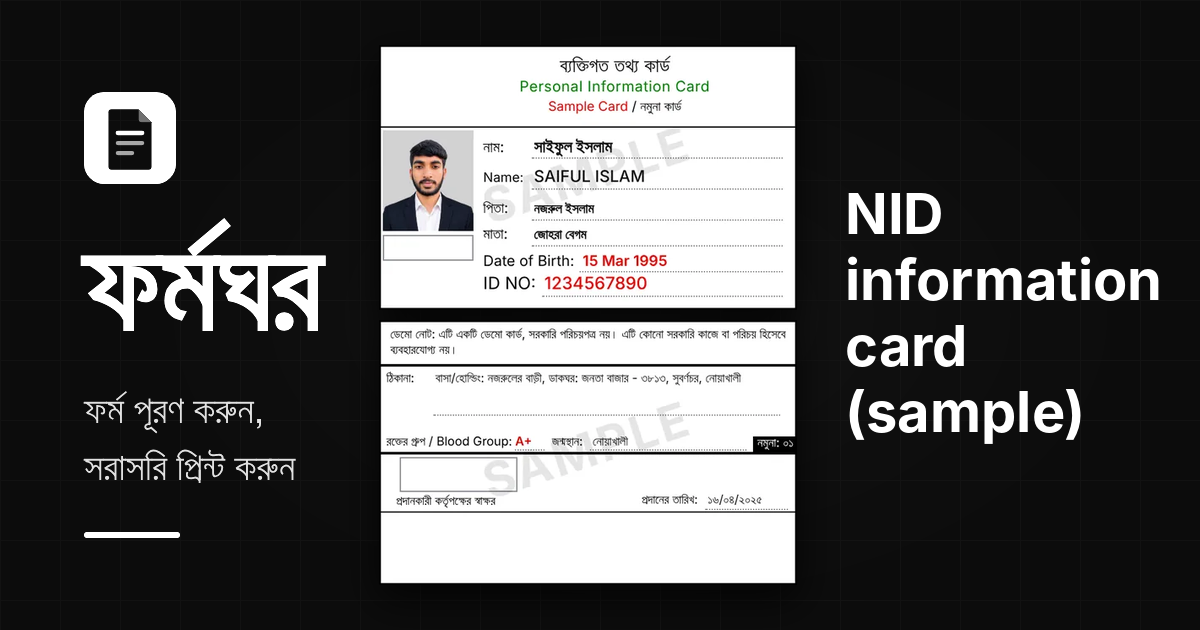 ফর্মঘর
ফর্ম পূরণ করুন,
সরাসরি প্রিন্ট করুন
ব্যক্তিগত তথ্য কার্ড
Personal Information Card
Sample Card / নমুনা কার্ড
SAMPLE
নাম: সাইফুল ইসলাম
Name: SAIFUL ISLAM
পিতা: নজরুল ইসলাম
মাতা: জোহরা বেগম
Date of Birth: 15 Mar 1995
ID NO: 1234567890
ডেমো নোট: এটি একটি ডেমো কার্ড, সরকারি পরিচয়পত্র নয়। এটি কোনো সরকারি কাজে বা পরিচয় হিসেবে
ব্যবহারযোগ্য নয়।
ঠিকানা: বাসা/হোল্ডিং: নজরুলের বাড়ী, ডাকঘর: জনতা বাজার - ৩৮১৩, সুবর্ণচর, নোয়াখালী
SAMPLE
রক্তের গ্রুপ / Blood Group: A+ জন্মস্থান: নোয়াখালী নমুনা: ০১
প্রদানকারী কর্তৃপক্ষের স্বাক্ষর প্রদানের তারিখ: ১৬/০৪/২০২৫
NID
information
card
(sample)